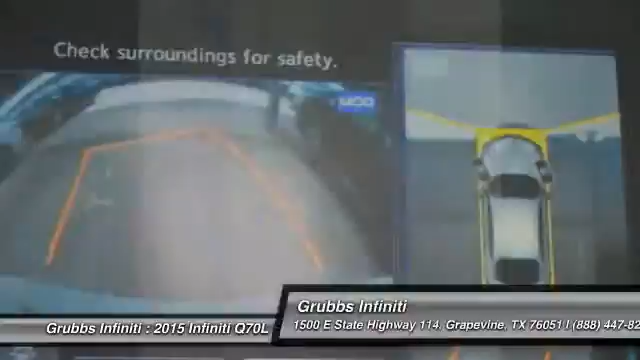 Check surroundings for safety.
MOD
Grubbs Infiniti
Grubbs Infiniti : 2015 Infiniti Q70L
1500 E State Highway 114, Grapevine, TX 76051 I (888) 447-82